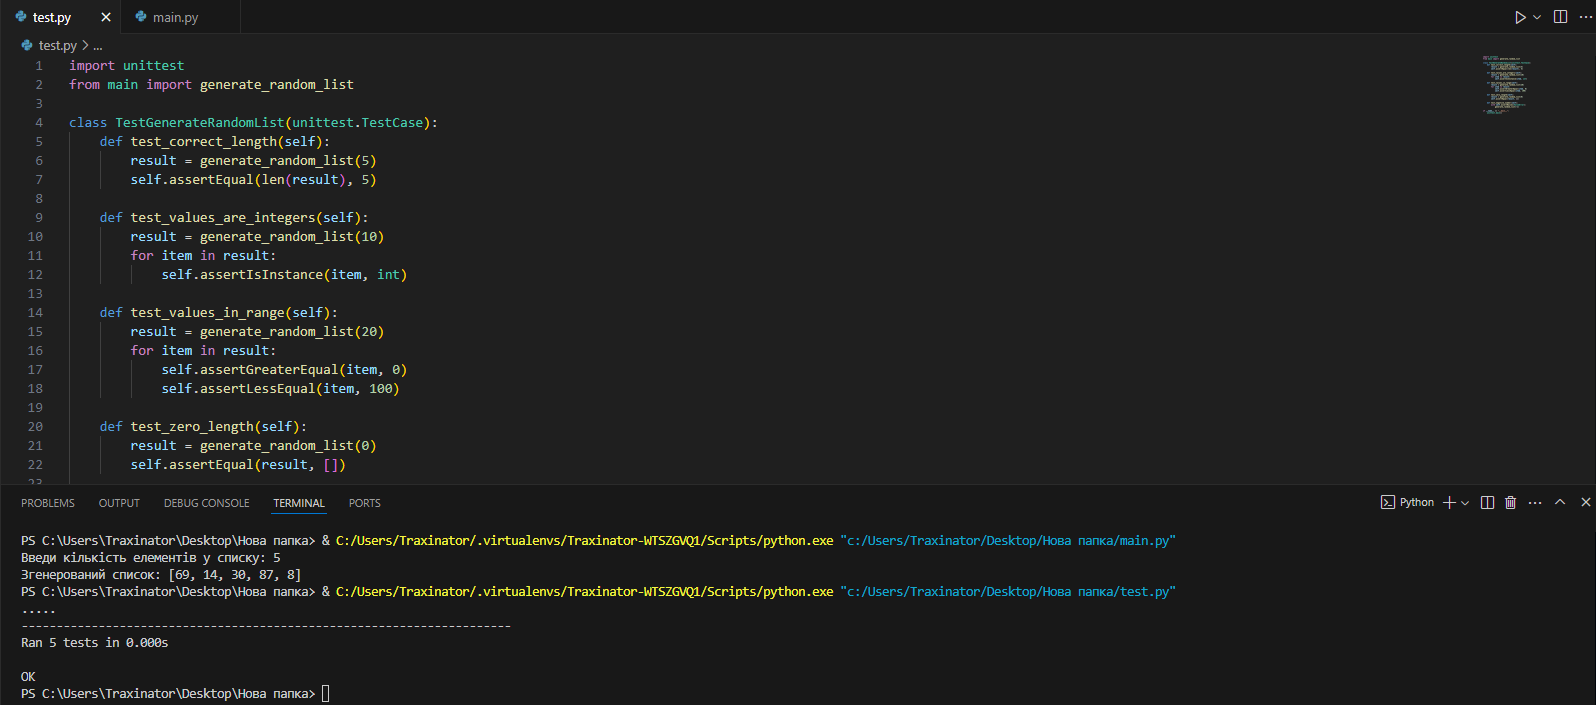 test.py
main.py
test.py > ...
1 import unittest
2 from main import generate_random_list
3
4 class TestGenerateRandomList(unittest.TestCase):
5     def test_correct_length(self):
6         result = generate_random_list(5)
7         self.assertEqual(len(result), 5)
8
9     def test_values_are_integers(self):
10         result = generate_random_list(10)
11         for item in result:
12             self.assertIsInstance(item, int)
13
14     def test_values_in_range(self):
15         result = generate_random_list(20)
16         for item in result:
17             self.assertGreaterEqual(item, 0)
18             self.assertLessEqual(item, 100)
19
20     def test_zero_length(self):
21         result = generate_random_list(0)
22         self.assertEqual(result, [])
23
PROBLEMS OUTPUT DEBUG CONSOLE TERMINAL PORTS
Python
PS C:\Users\Traxinator\Desktop\Нова папка> & C:/Users/Traxinator/.virtualenvs/Traxinator-WTSZGVQ1/Scripts/python.exe "c:/Users/Traxinator/Desktop/Нова папка/main.py"
Введи кількість елементів у списку: 5
Згенерований список: [69, 14, 30, 87, 8]
PS C:\Users\Traxinator\Desktop\Нова папка> & C:/Users/Traxinator/.virtualenvs/Traxinator-WTSZGVQ1/Scripts/python.exe "c:/Users/Traxinator/Desktop/Нова папка/test.py"
.....
----------------------------------------------------------------------
Ran 5 tests in 0.000s
OK
PS C:\Users\Traxinator\Desktop\Нова папка>